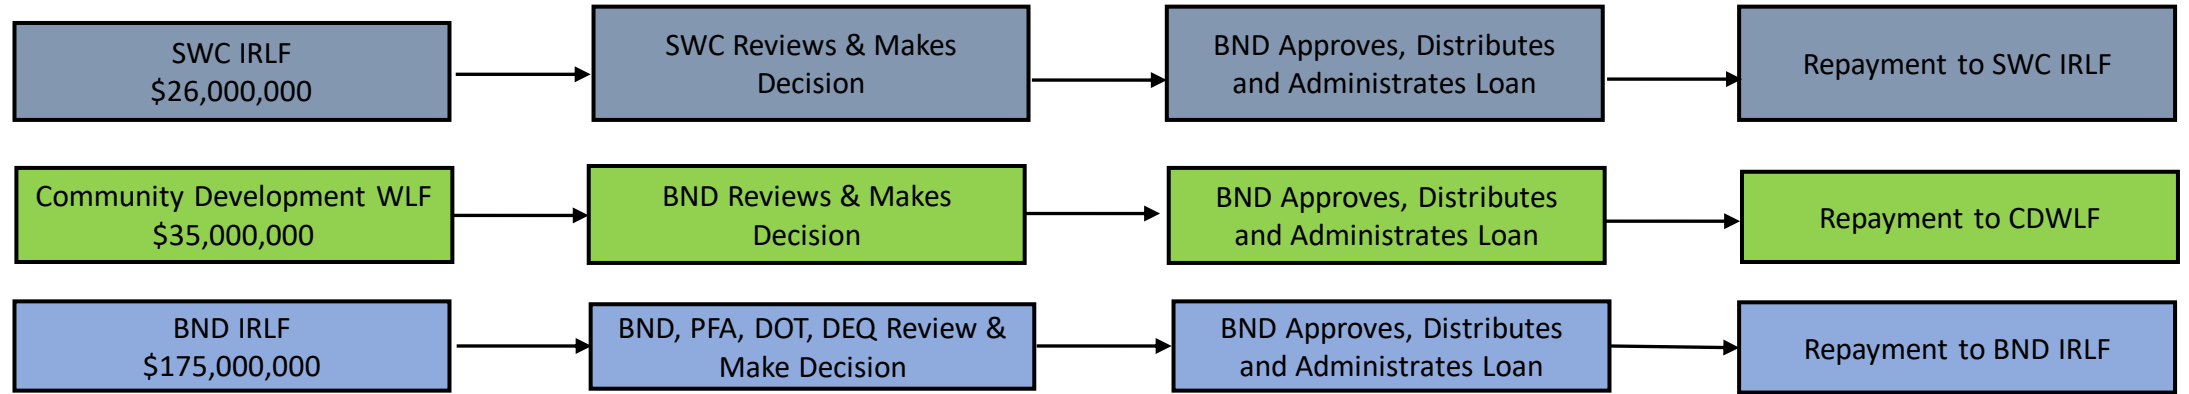 SWC IRLF
$26,000,000
SWC Reviews & Makes
Decision
BND Approves, Distributes
and Administrates Loan
Repayment to SWC IRLF
Community Development WLF
$35,000,000
BND Reviews & Makes
Decision
BND Approves, Distributes
and Administrates Loan
Repayment to CDWLF
BND IRLF
$175,000,000
BND, PFA, DOT, DEQ Review &
Make Decision
BND Approves, Distributes
and Administrates Loan
Repayment to BND IRLF